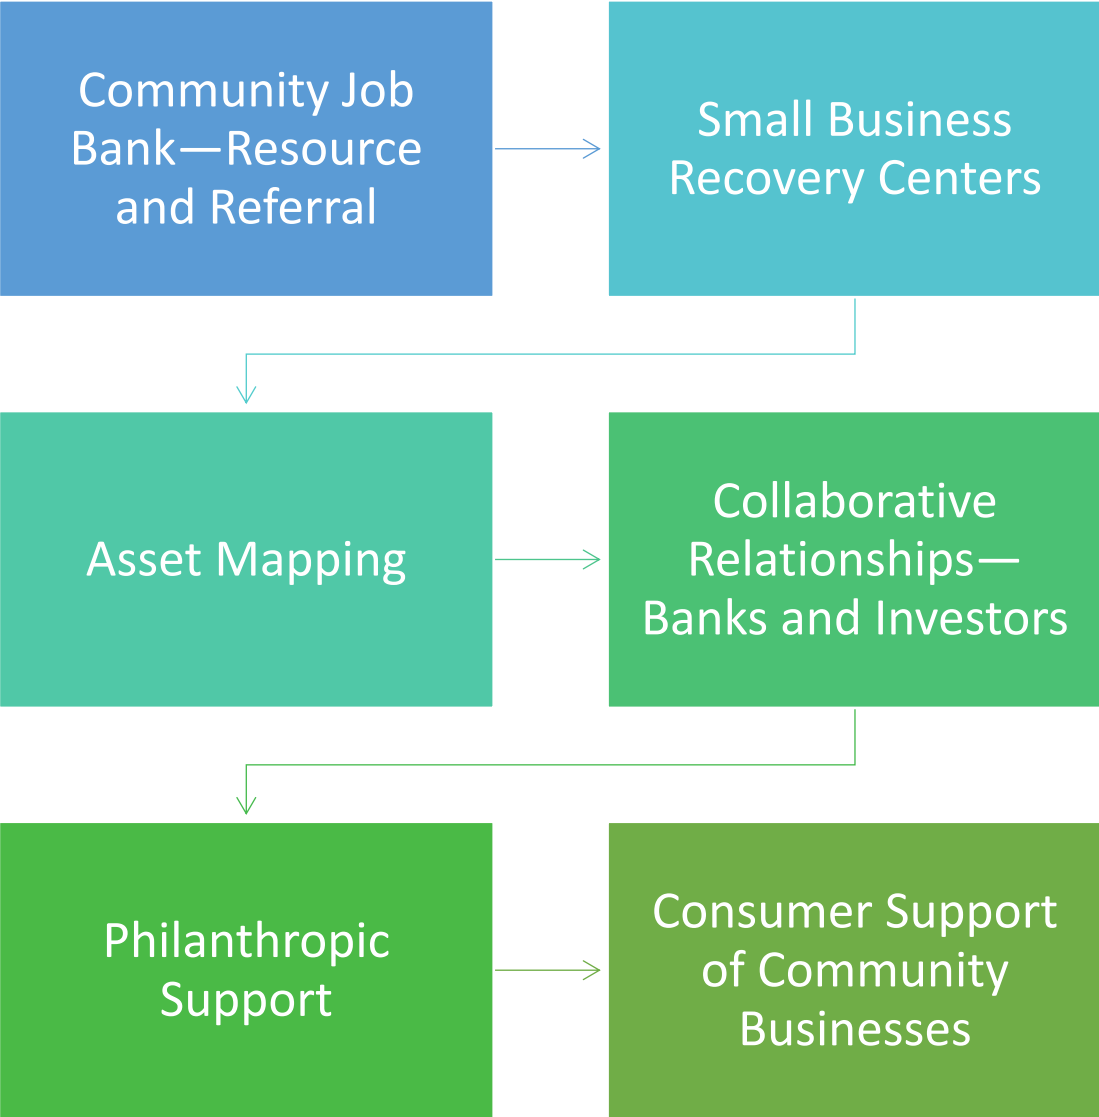 Community Job
Bank—Resource
and Referral
Small Business
Recovery Centers
Asset Mapping
Collaborative
Relationships—
Banks and Investors
Philanthropic
Support
Consumer Support
of Community
Businesses